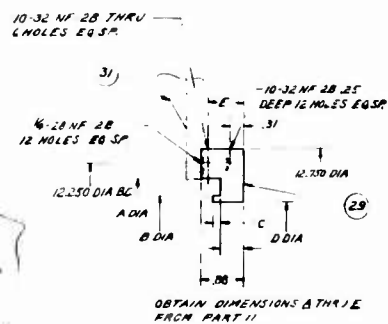 10-32 NF 2B THRU
6 HOLES EQ SP.
31
E
-10-32 NF 2B .25
DEEP 12 HOLES EQ SP
.31
1/4-28 NF 2B
12 HOLES EQ SP
12.750 DIA
12.250 DIA BC
29
A DIA
C
B DIA
D DIA
.88
OBTAIN DIMENSIONS A THRU E
FROM PART 11